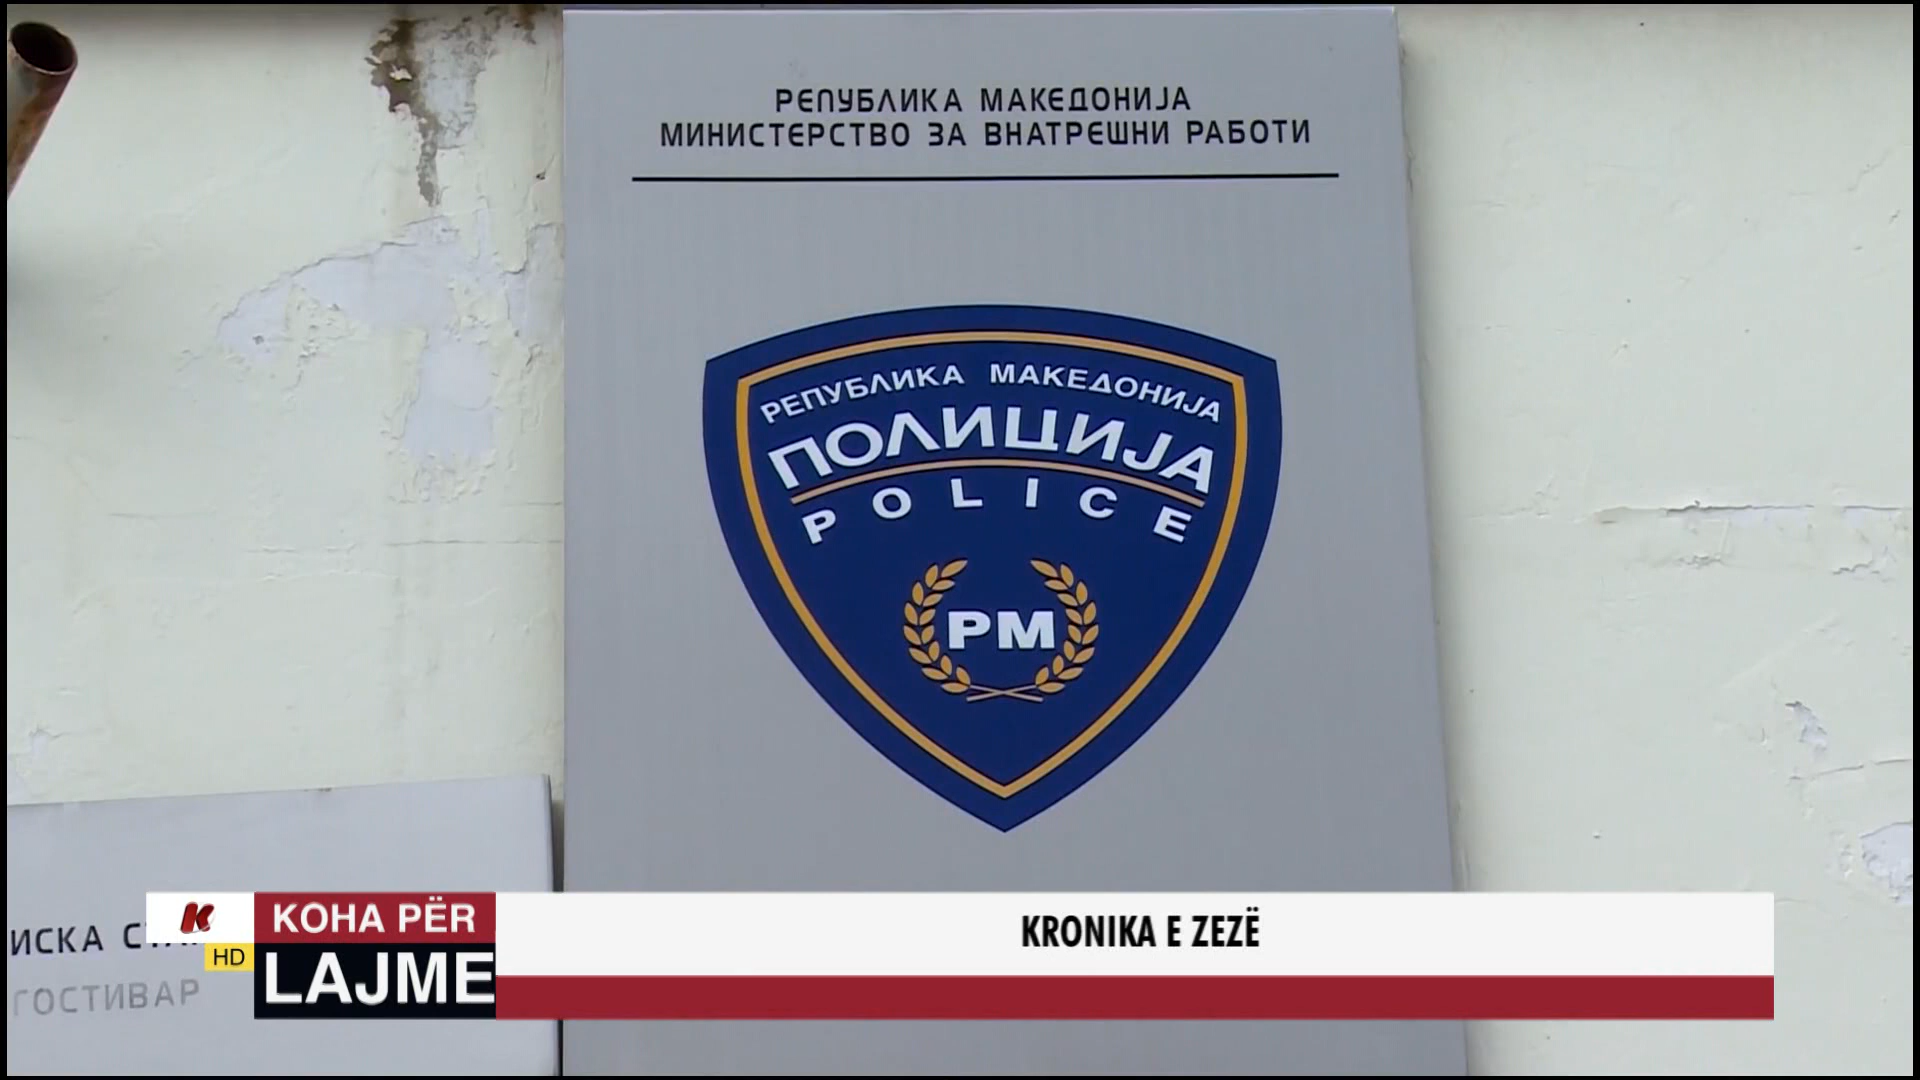 РЕПУБЛИКА МАКЕДОНИЈА
МИНИСТЕРСТВО ЗА ВНАТРЕШНИ РАБОТИ
РЕПУБЛИКА МАКЕДОНИЈА
ПОЛИЦИЈА
POLICE
РМ
ИСКА
ГОСТИВАР
K
HD
KOHA PËR
LAJME
KRONIKA E ZEZË